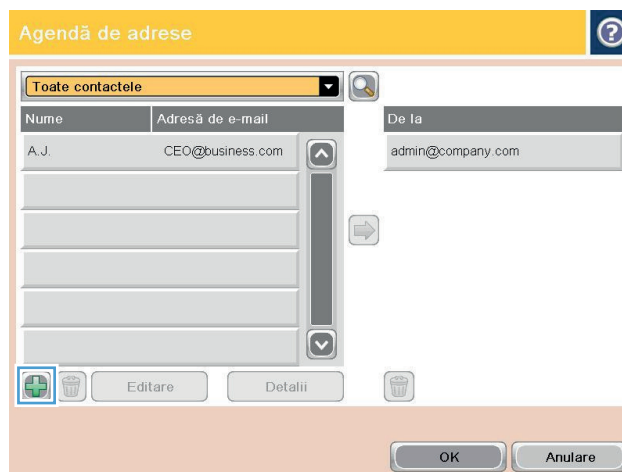 Agendă de adrese
Toate contactele
Nume Adresă de e-mail De la
A.J. CEO@business.com admin@company.com
Editare Detalii
OK Anulare